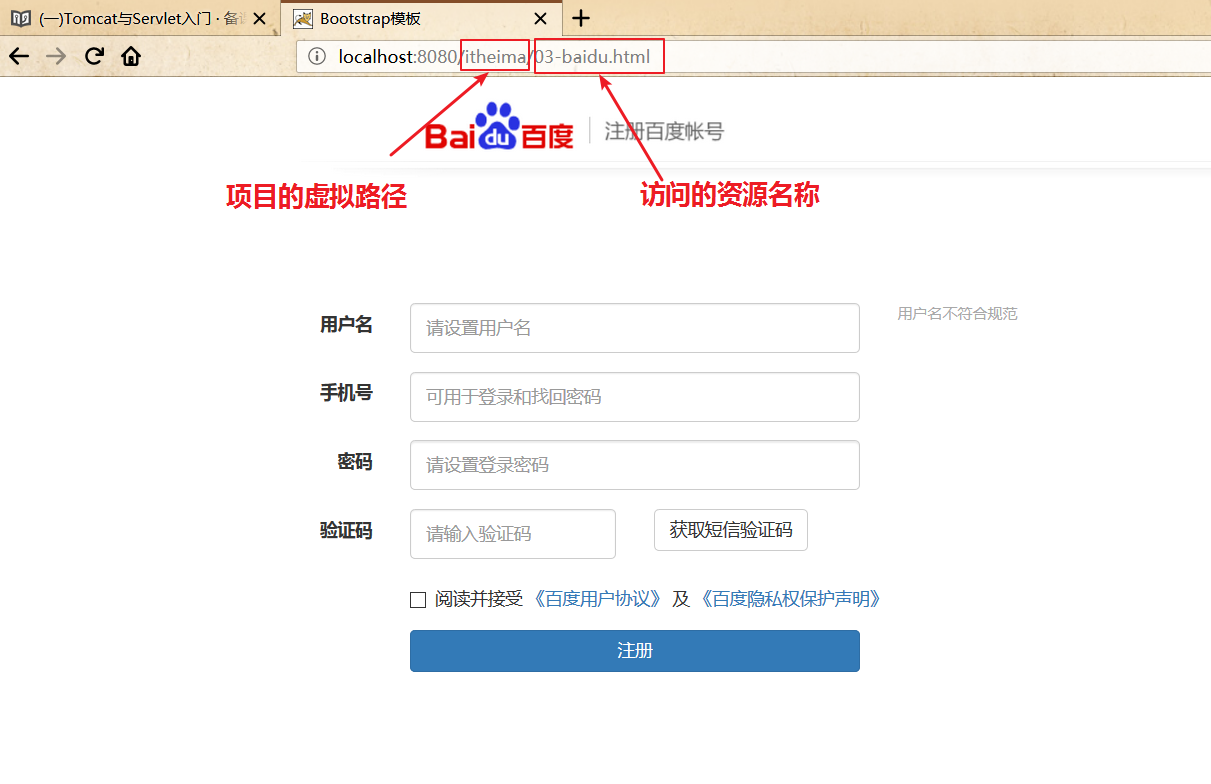 (一)Tomcat与Servlet入门 · 备
Bootstrap模板
localhost:8080/itheima/03-baidu.html
Bai du 百度 注册百度帐号
项目的虚拟路径 访问的资源名称
用户名 请设置用户名 用户名不符合规范
手机号 可用于登录和找回密码
密码 请设置登录密码
验证码 请输入验证码 获取短信验证码
阅读并接受 《百度用户协议》 及 《百度隐私权保护声明》
注册